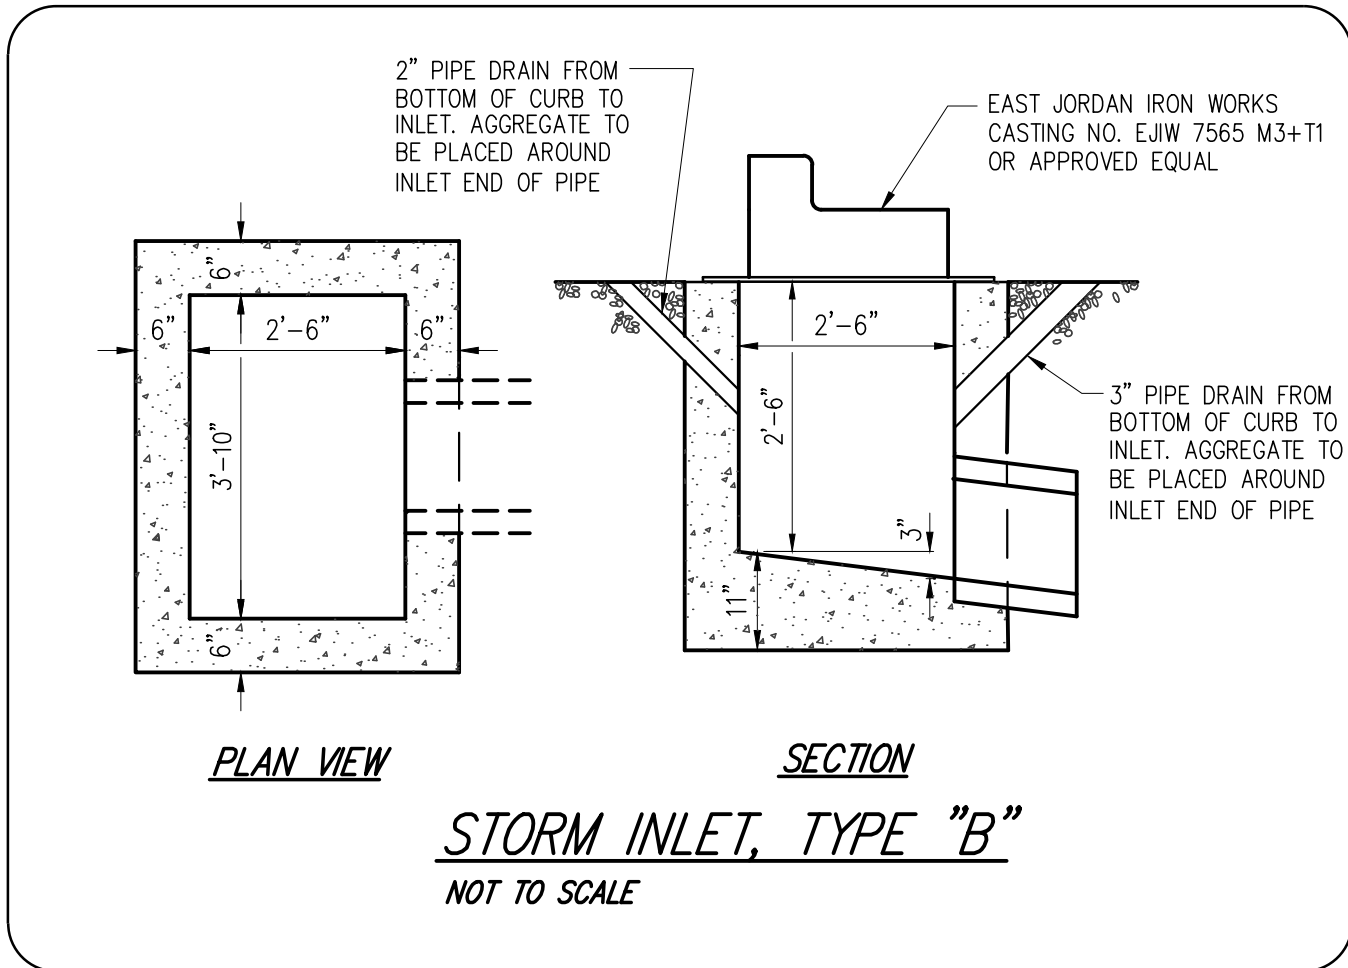 2” PIPE DRAIN FROM
BOTTOM OF CURB TO
INLET. AGGREGATE TO
BE PLACED AROUND
INLET END OF PIPE
EAST JORDAN IRON WORKS
CASTING NO. EJIW 7565 M3+T1
OR APPROVED EQUAL
6”
6”
2’-6”
6”
3’-10”
6”
2’-6”
2’-6”
3”
11”
3” PIPE DRAIN FROM
BOTTOM OF CURB TO
INLET. AGGREGATE TO
BE PLACED AROUND
INLET END OF PIPE
PLAN VIEW
SECTION
STORM INLET, TYPE ”B”
NOT TO SCALE